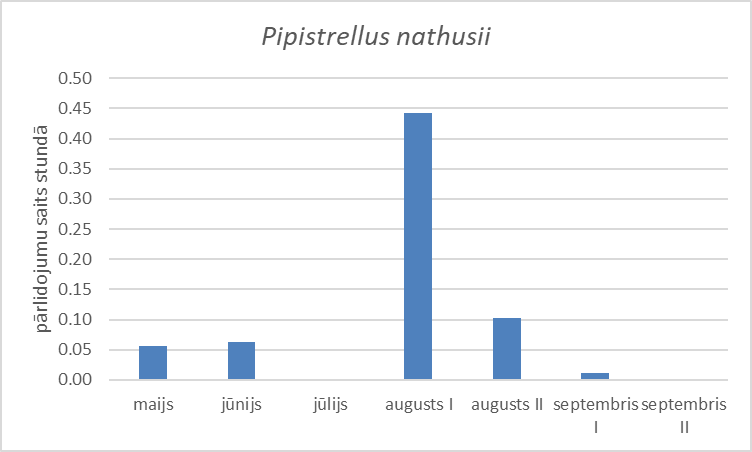 Pipistrellus nathusii
pārlidojumu saits stundā
0.50
0.45
0.40
0.35
0.30
0.25
0.20
0.15
0.10
0.05
0.00
maijs
jūnijs
jūlijs
augusts I
augusts II
septembris
I
septembris
II